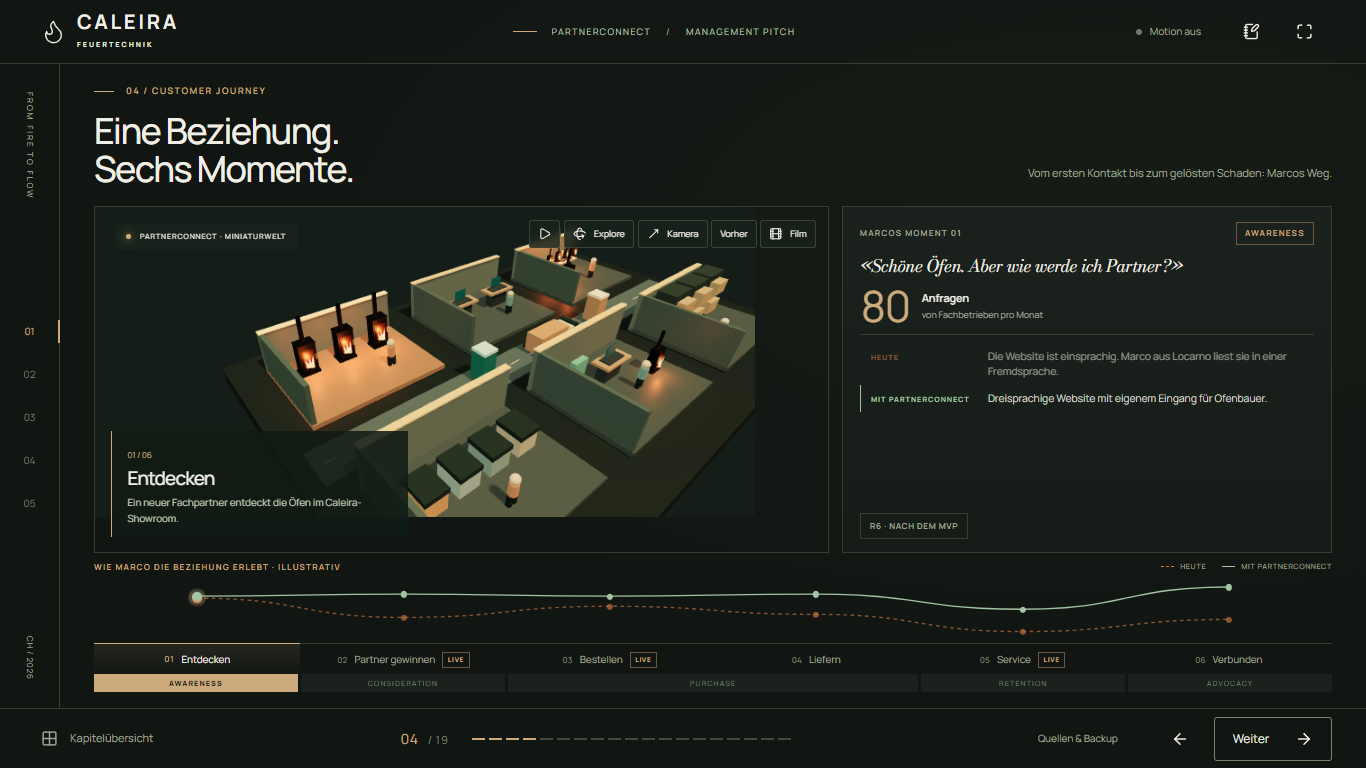 CALEIRA
FEUERTECHNIK
PARTNERCONNECT / MANAGEMENT PITCH
Motion aus
FROM FIRE TO FLOW
01
02
03
04
05
CH / 2026
04 / CUSTOMER JOURNEY
Eine Beziehung.
Sechs Momente.
Vom ersten Kontakt bis zum gelösten Schaden: Marcos Weg.
PARTNERCONNECT · MINIATURWELT
Explore
Kamera
Vorher
Film
01 / 06
Entdecken
Ein neuer Fachpartner entdeckt die Öfen im Caleira-
Showroom.
MARCOS MOMENT 01
AWARENESS
«Schöne Öfen. Aber wie werde ich Partner?»
80
Anfragen
von Fachbetrieben pro Monat
HEUTE
Die Website ist einsprachig. Marco aus Locarno liest sie in einer
Fremdsprache.
MIT PARTNERCONNECT
Dreisprachige Website mit eigenem Eingang für Ofenbauer.
R6 · NACH DEM MVP
WIE MARCO DIE BEZIEHUNG ERLEBT · ILLUSTRATIV
HEUTE
MIT PARTNERCONNECT
01 Entdecken
02 Partner gewinnen LIVE
03 Bestellen LIVE
04 Liefern
05 Service LIVE
06 Verbunden
AWARENESS
CONSIDERATION
PURCHASE
RETENTION
ADVOCACY
Kapitelübersicht
04 / 19
Quellen & Backup
Weiter